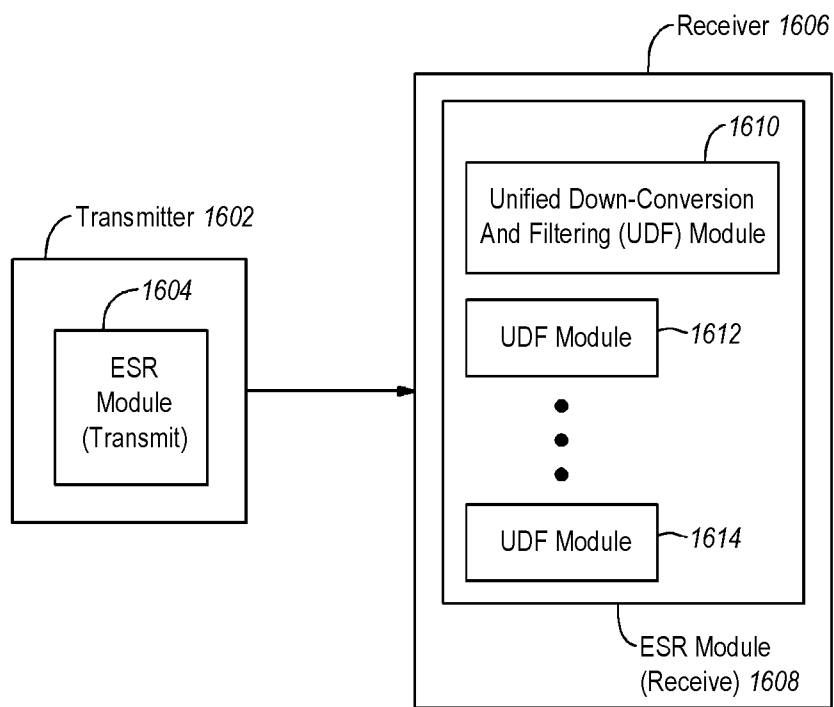 Receiver 1606
1610
Unified Down-Conversion
And Filtering (UDF) Module
Transmitter 1602
1604
ESR
Module
(Transmit)
UDF Module
1612
UDF Module
1614
ESR Module
(Receive) 1608